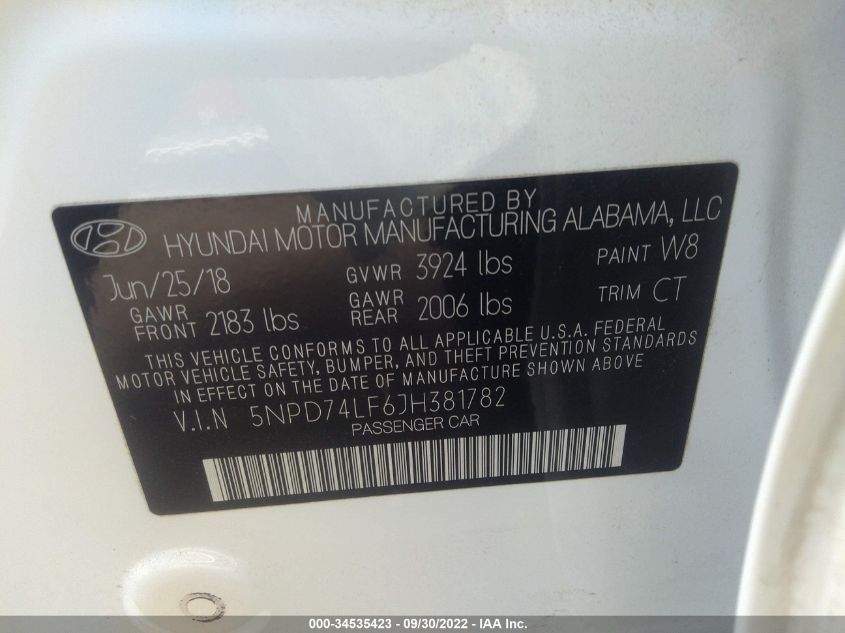 MANUFACTURED BY
HYUNDAI MOTOR MANUFACTURING ALABAMA, LLC
Jun/25/18 GVWR 3924 lbs PAINT W8
GAWR FRONT 2183 lbs GAWR REAR 2006 lbs TRIM CT
THIS VEHICLE CONFORMS TO ALL APPLICABLE U.S.A. FEDERAL
MOTOR VEHICLE SAFETY, BUMPER, AND THEFT PREVENTION STANDARDS
IN EFFECT ON THE DATE OF MANUFACTURE SHOWN ABOVE
V.I.N 5NPD74LF6JH381782
PASSENGER CAR
000-34535423 - 09/30/2022 - IAA Inc.